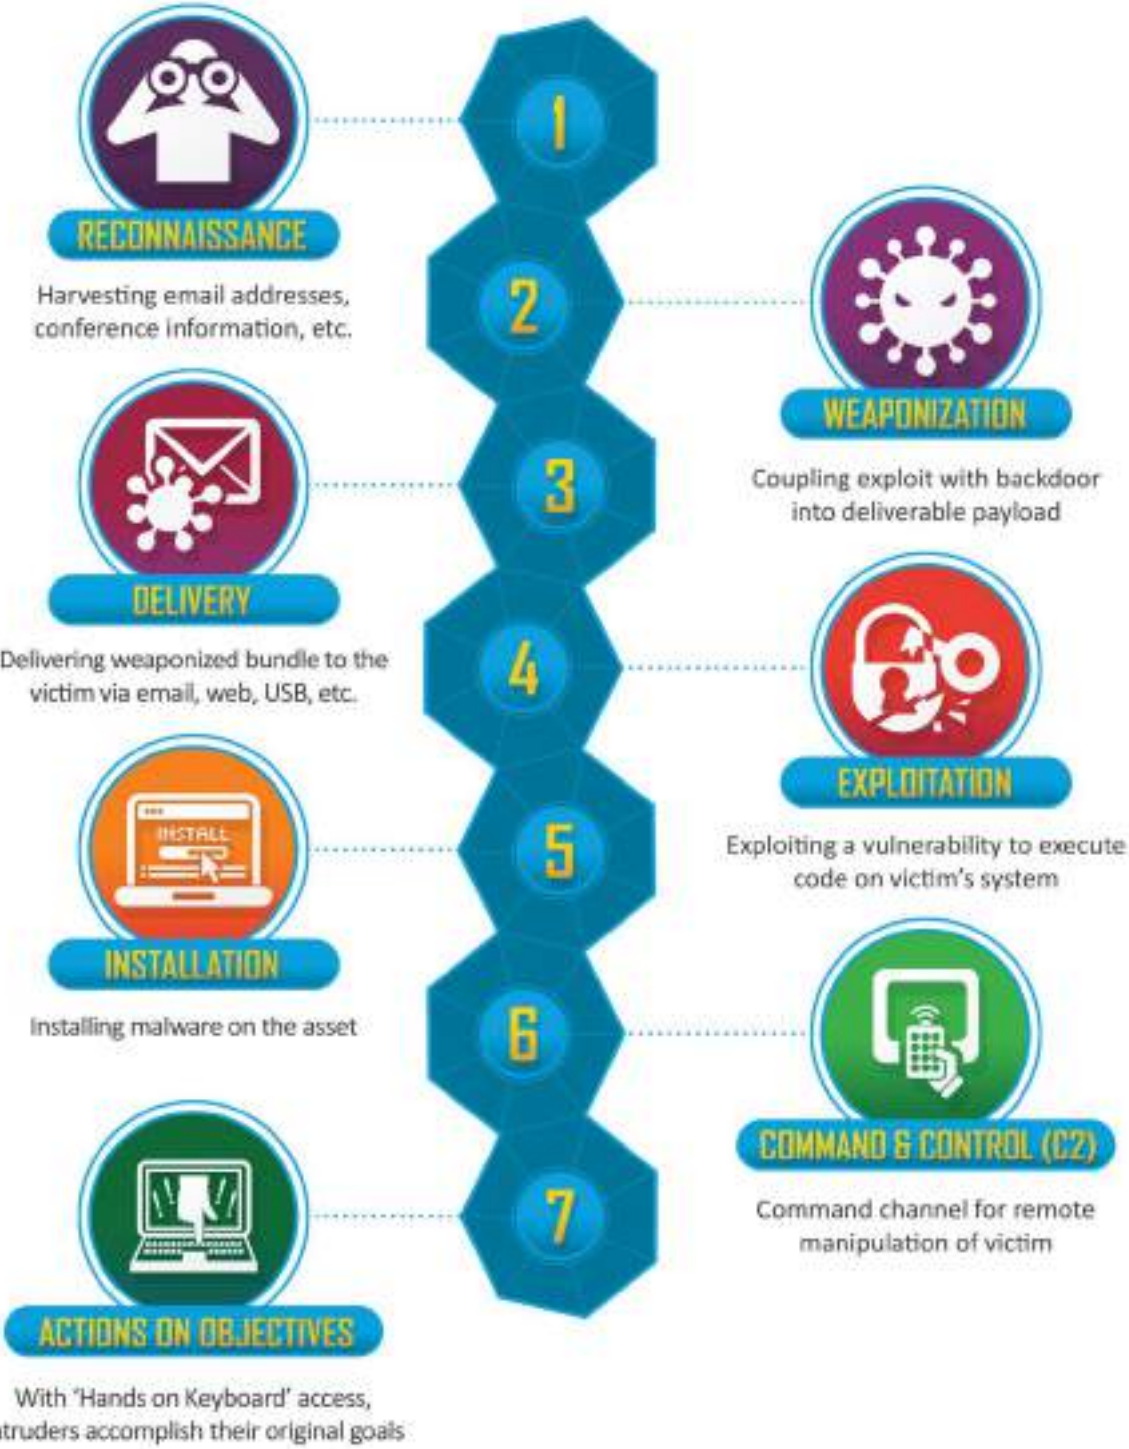 1
RECONNAISSANCE
Harvesting email addresses,
conference information, etc.
2
WEAPONIZATION
Coupling exploit with backdoor
into deliverable payload
3
DELIVERY
Delivering weaponized bundle to the
victim via email, web, USB, etc.
4
EXPLOITATION
Exploiting a vulnerability to execute
code on victim's system
5
INSTALL
INSTALLATION
Installing malware on the asset
6
COMMAND & CONTROL (C2)
Command channel for remote
manipulation of victim
7
ACTIONS ON OBJECTIVES
With 'Hands on Keyboard' access,
ntruders accomplish their original goals